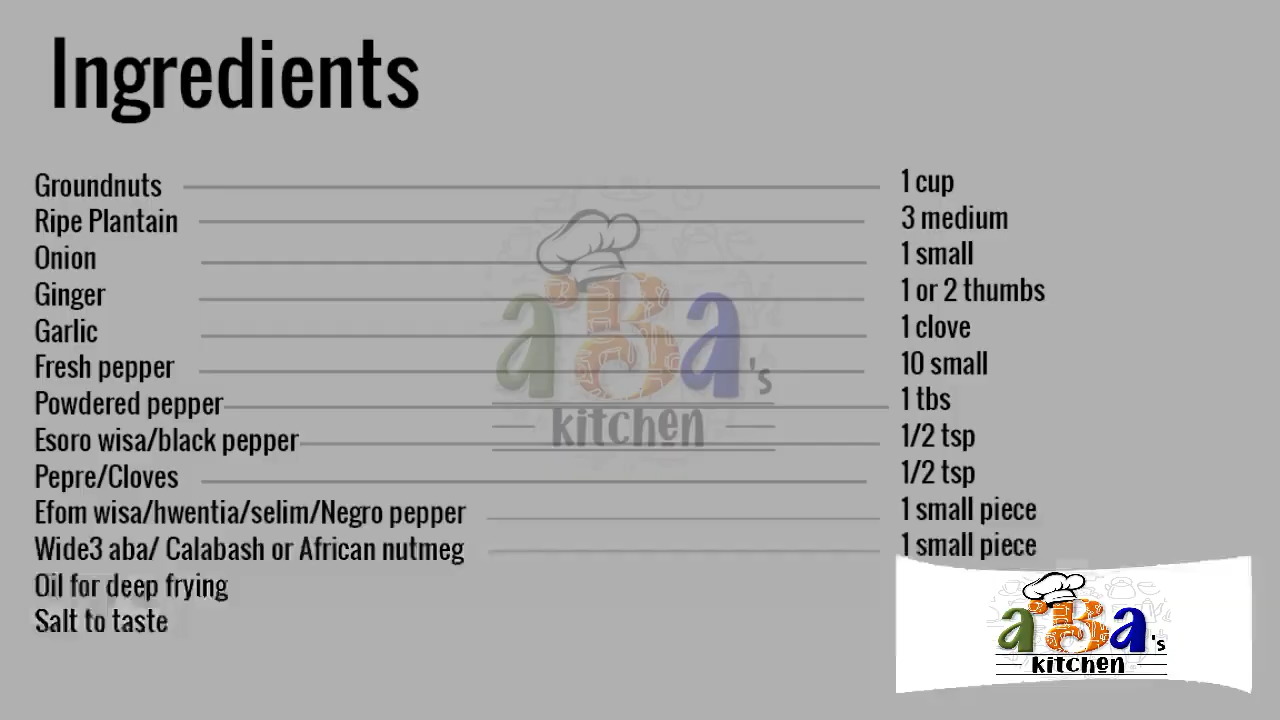 Ingredients
Groundnuts 1 cup
Ripe Plantain 3 medium
Onion 1 small
Ginger 1 or 2 thumbs
Garlic 1 clove
Fresh pepper 10 small
Powdered pepper 1 tbs
Esoro wisa/black pepper 1/2 tsp
Pepre/Cloves 1/2 tsp
Efom wisa/hwentia/selim/Negro pepper 1 small piece
Wide3 aba/ Calabash or African nutmeg 1 small piece
Oil for deep frying
Salt to taste
aBa's
kitchen
aBa's
kitchen